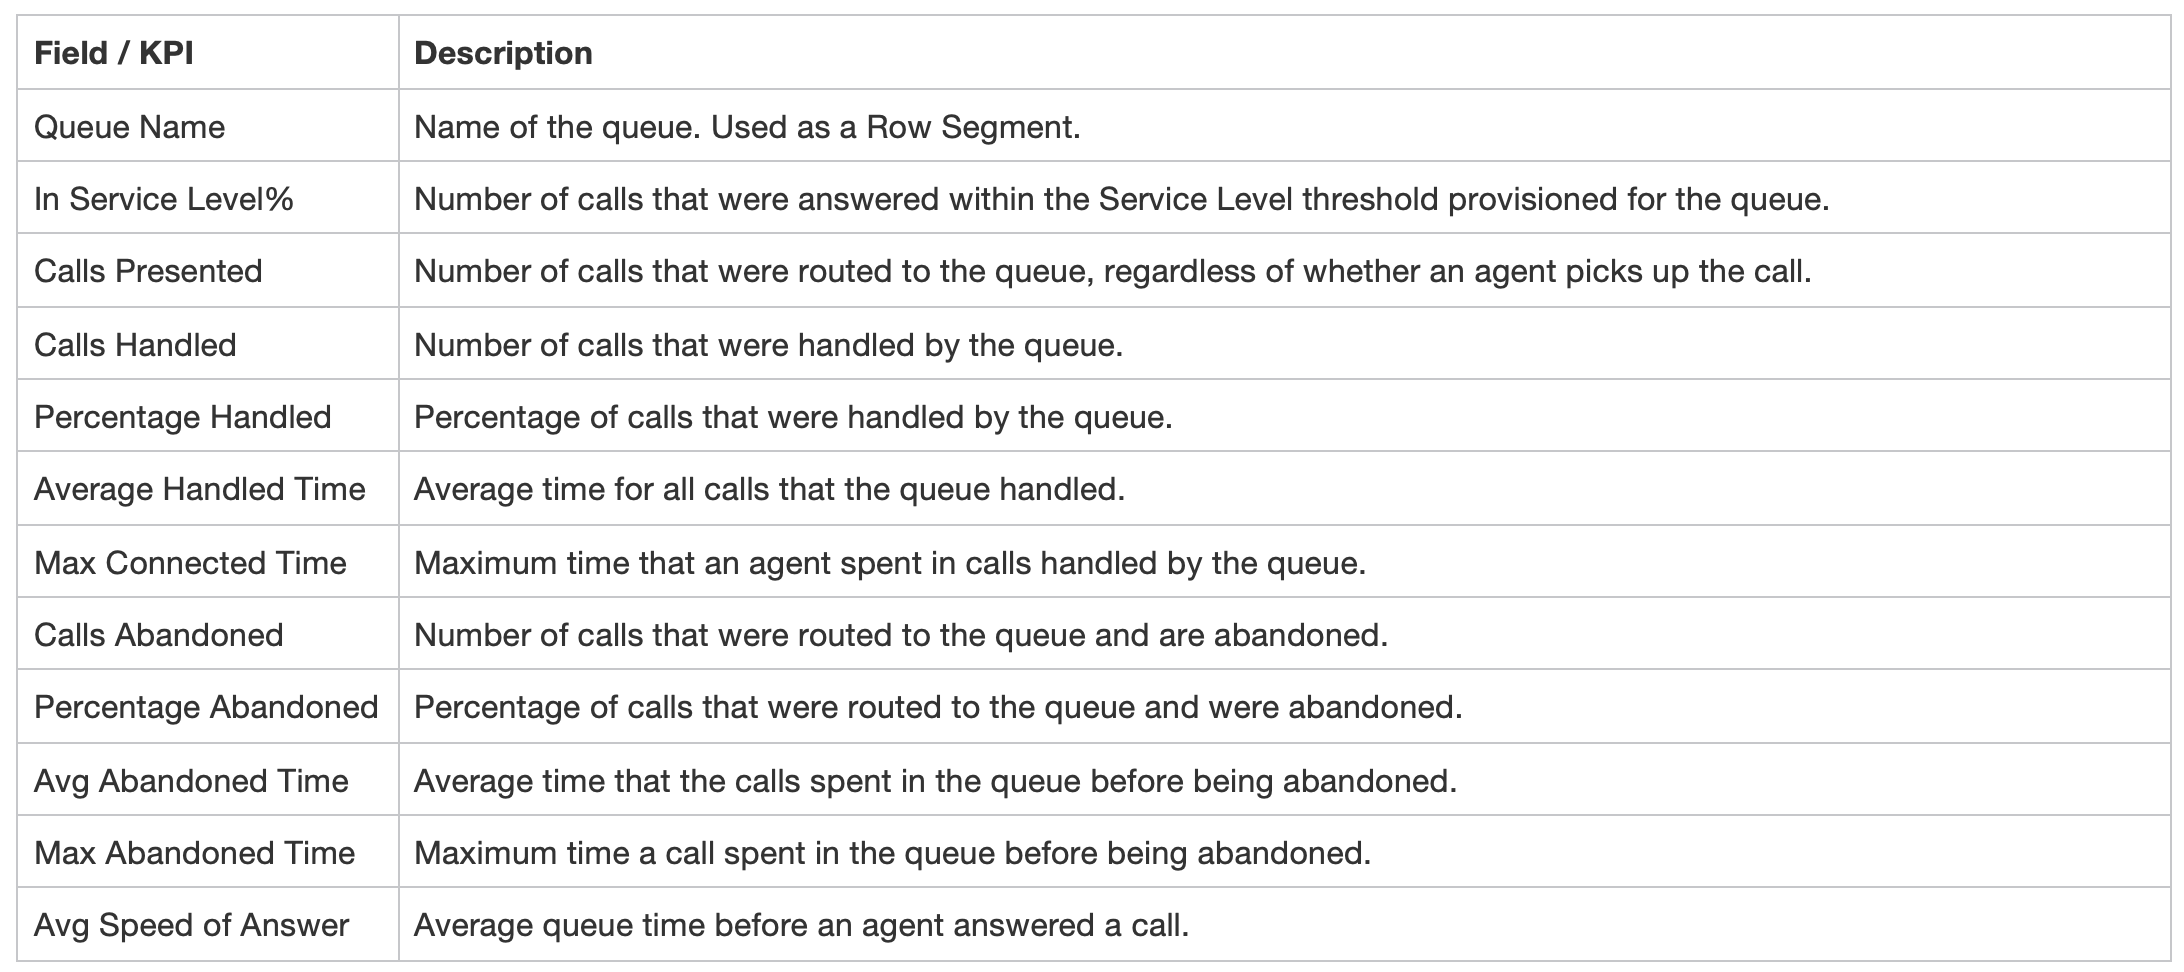 Field / KPI Description
Queue Name Name of the queue. Used as a Row Segment.
In Service Level% Number of calls that were answered within the Service Level threshold provisioned for the queue.
Calls Presented Number of calls that were routed to the queue, regardless of whether an agent picks up the call.
Calls Handled Number of calls that were handled by the queue.
Percentage Handled Percentage of calls that were handled by the queue.
Average Handled Time Average time for all calls that the queue handled.
Max Connected Time Maximum time that an agent spent in calls handled by the queue.
Calls Abandoned Number of calls that were routed to the queue and are abandoned.
Percentage Abandoned Percentage of calls that were routed to the queue and were abandoned.
Avg Abandoned Time Average time that the calls spent in the queue before being abandoned.
Max Abandoned Time Maximum time a call spent in the queue before being abandoned.
Avg Speed of Answer Average queue time before an agent answered a call.